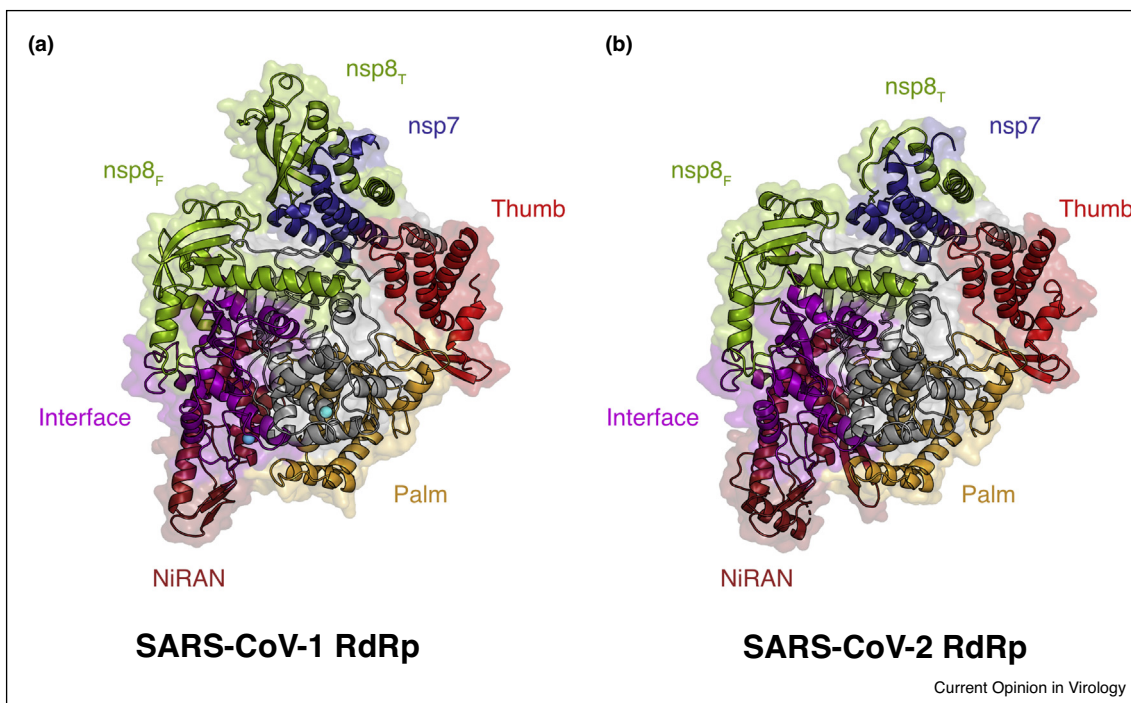 (a)
nsp8T
nsp7
nsp8F
Thumb
Interface
Palm
NiRAN
SARS-CoV-1 RdRp
(b)
nsp8T
nsp7
nsp8F
Thumb
Interface
Palm
NiRAN
SARS-CoV-2 RdRp
Current Opinion in Virology